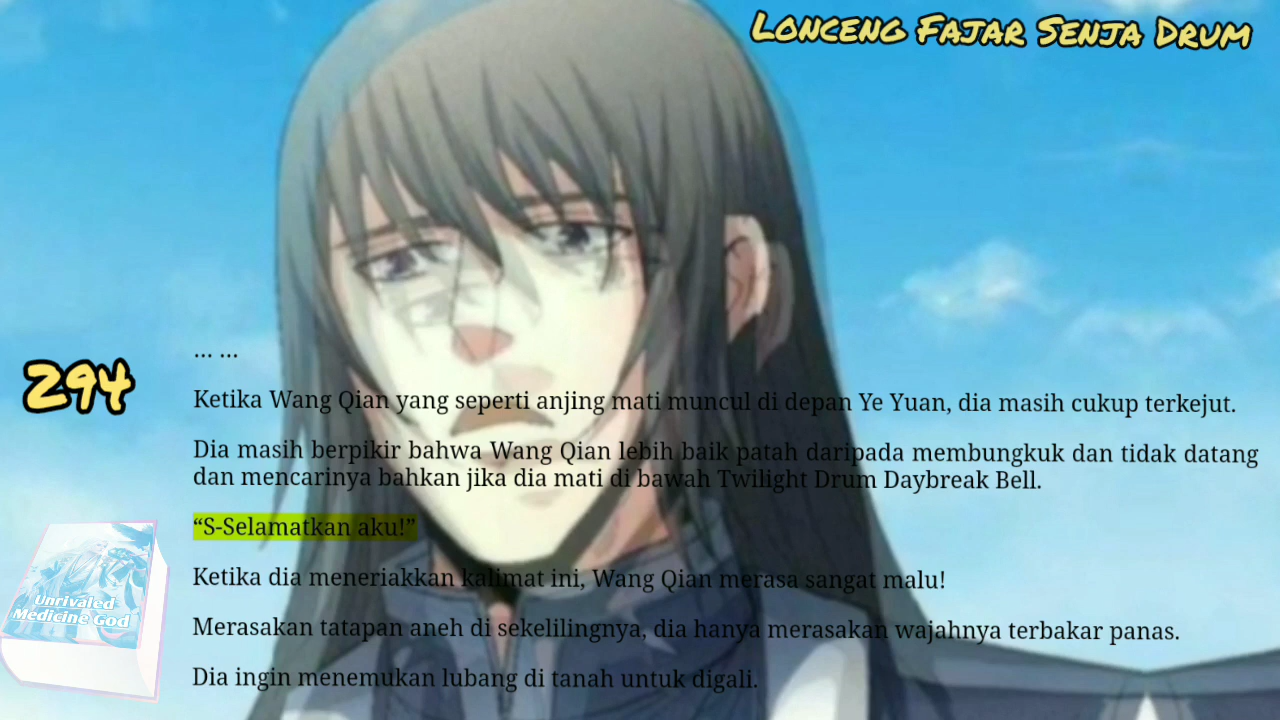 Lonceng Fajar Senja Drum
294
... ...
Ketika Wang Qian yang seperti anjing mati muncul di depan Ye Yuan, dia masih cukup terkejut.
Dia masih berpikir bahwa Wang Qian lebih baik patah daripada membungkuk dan tidak datang
dan mencarinya bahkan jika dia mati di bawah Twilight Drum Daybreak Bell.
“S-Selamatkan aku!”
Ketika dia meneriakkan kalimat ini, Wang Qian merasa sangat malu!
Merasakan tatapan aneh di sekelilingnya, dia hanya merasakan wajahnya terbakar panas.
Dia ingin menemukan lubang di tanah untuk digali.
Unrivaled
Medicine God